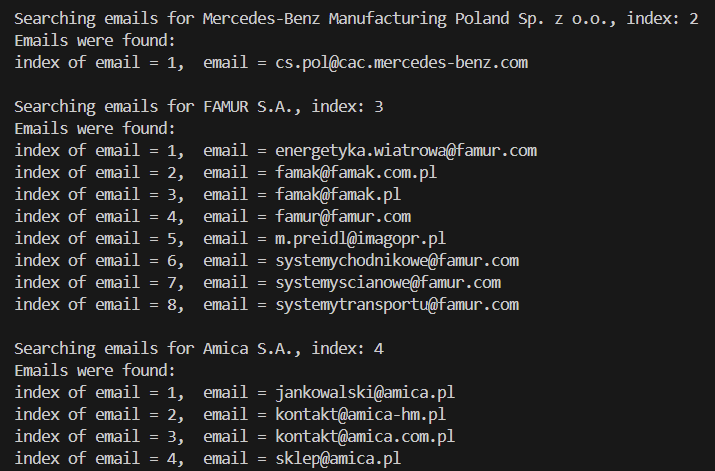 Searching emails for Mercedes-Benz Manufacturing Poland Sp. z o.o., index: 2
Emails were found:
index of email = 1,  email = cs.pol@cac.mercedes-benz.com

Searching emails for FAMUR S.A., index: 3
Emails were found:
index of email = 1,  email = energetyka.wiatrowa@famur.com
index of email = 2,  email = famak@famak.com.pl
index of email = 3,  email = famak@famak.pl
index of email = 4,  email = famur@famur.com
index of email = 5,  email = m.preidl@imagopr.pl
index of email = 6,  email = systemychodnikowe@famur.com
index of email = 7,  email = systemyscianowe@famur.com
index of email = 8,  email = systemytransportu@famur.com

Searching emails for Amica S.A., index: 4
Emails were found:
index of email = 1,  email = jankowalski@amica.pl
index of email = 2,  email = kontakt@amica-hm.pl
index of email = 3,  email = kontakt@amica.com.pl
index of email = 4,  email = sklep@amica.pl